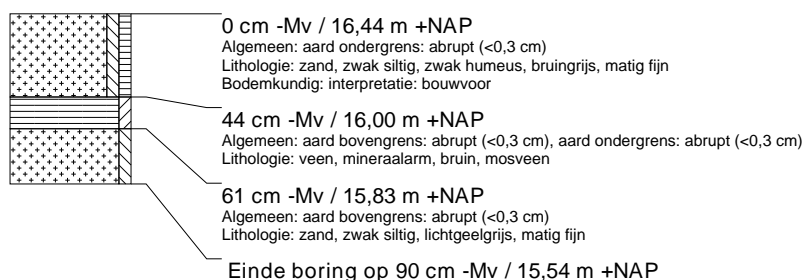 0 cm -Mv / 16,44 m +NAP
Algemeen: aard ondergrens: abrupt (<0,3 cm)
Lithologie: zand, zwak siltig, zwak humeus, bruingrijs, matig fijn
Bodemkundig: interpretatie: bouwvoor
44 cm -Mv / 16,00 m +NAP
Algemeen: aard bovengrens: abrupt (<0,3 cm), aard ondergrens: abrupt (<0,3 cm)
Lithologie: veen, mineraalarm, bruin, mosveen
61 cm -Mv / 15,83 m +NAP
Algemeen: aard bovengrens: abrupt (<0,3 cm)
Lithologie: zand, zwak siltig, lichtgeelgrijs, matig fijn
Einde boring op 90 cm -Mv / 15,54 m +NAP